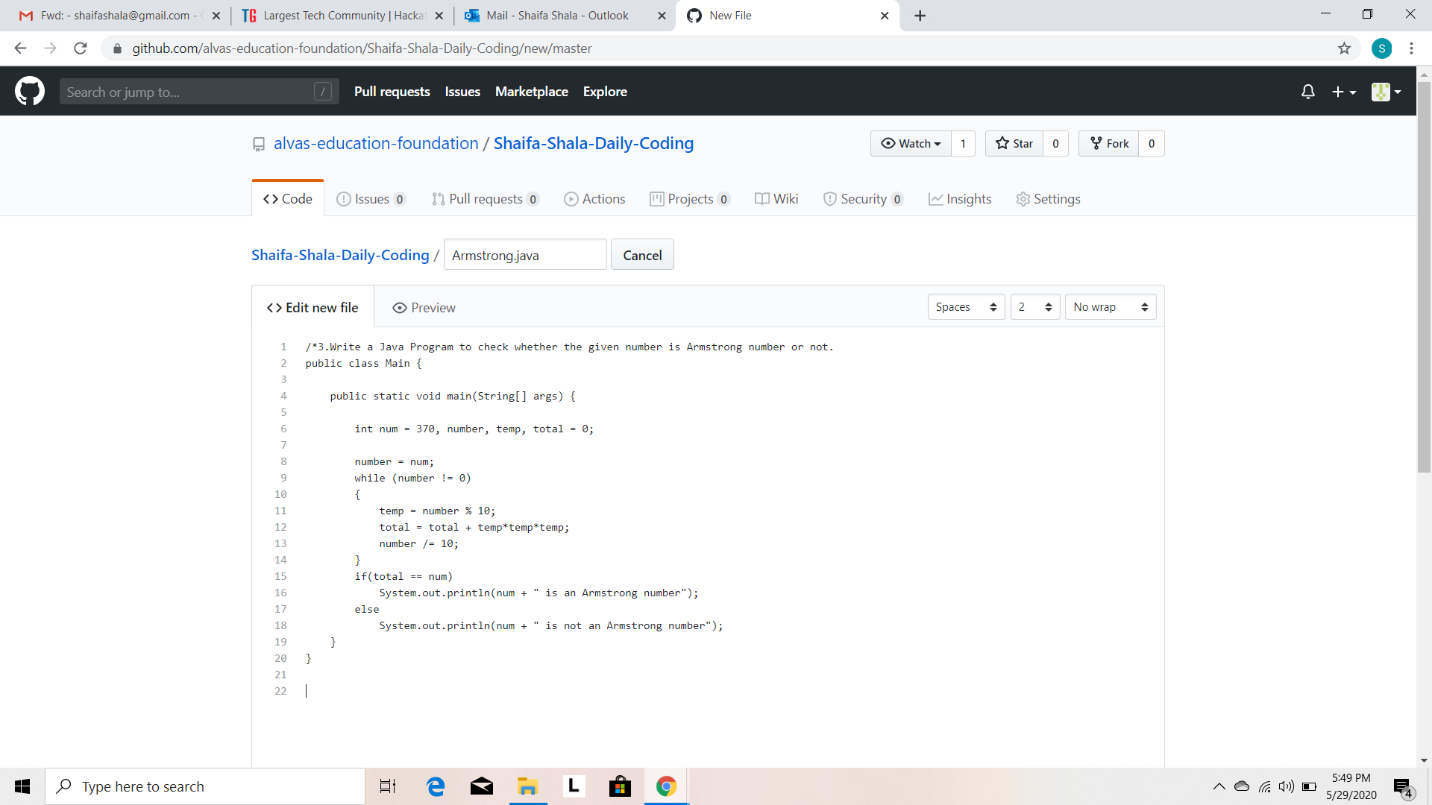 Fwd: - shaifashala@gmail.com -
TG Largest Tech Community | Hacka
Mail - Shaifa Shala - Outlook
New File
github.com/alvas-education-foundation/Shaifa-Shala-Daily-Coding/new/master
S
Search or jump to...
/
Pull requests Issues Marketplace Explore
alvas-education-foundation / Shaifa-Shala-Daily-Coding
Watch 1 Star 0 Fork 0
Code Issues 0 Pull requests 0 Actions Projects 0 Wiki Security 0 Insights Settings
Shaifa-Shala-Daily-Coding / Armstrong.java Cancel
Edit new file Preview Spaces 2 No wrap
1 /*3.Write a Java Program to check whether the given number is Armstrong number or not.
2 public class Main {
3
4 public static void main(String[] args) {
5
6 int num = 370, number, temp, total = 0;
7
8 number = num;
9 while (number != 0)
10 {
11 temp = number % 10;
12 total = total + temp*temp*temp;
13 number /= 10;
14 }
15 if(total == num)
16 System.out.println(num + " is an Armstrong number");
17 else
18 System.out.println(num + " is not an Armstrong number");
19 }
20 }
21
22
Type here to search
L
5:49 PM
5/29/2020
4